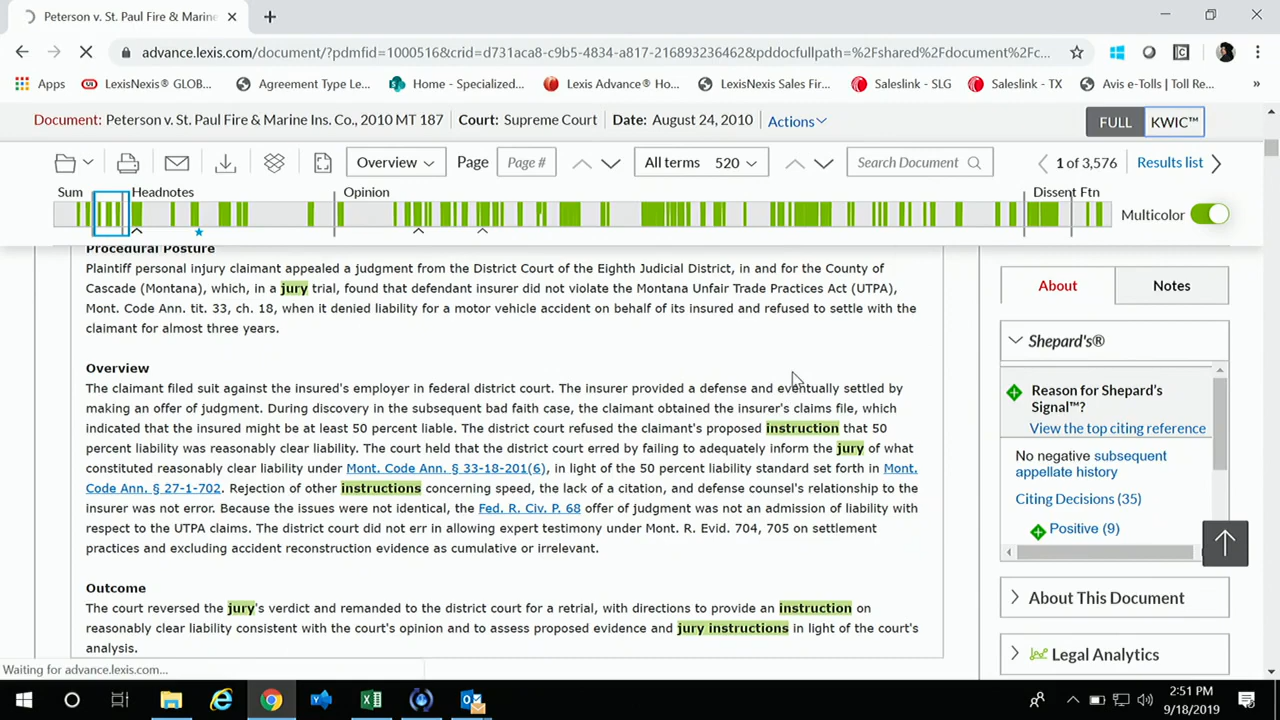 Peterson v. St. Paul Fire & Marine
advance.lexis.com/document/?pdmfid=1000516&crid=d731aca8-c9b5-4834-a817-216893236462&pddocfullpath=%2Fshared%2Fdocument%2Fc...
Apps LexisNexis® GLOB... Agreement Type Le... Home - Specialized... Lexis Advance® Ho... LexisNexis Sales Fir... Saleslink - SLG Saleslink - TX Avis e-Tolls | Toll Re... »
Document: Peterson v. St. Paul Fire & Marine Ins. Co., 2010 MT 187 Court: Supreme Court Date: August 24, 2010 Actions FULL KWIC™
Overview Page Page # All terms 520 Search Document 1 of 3,576 Results list
Sum Headnotes Opinion Dissent Ftn
Multicolor
Procedural Posture
Plaintiff personal injury claimant appealed a judgment from the District Court of the Eighth Judicial District, in and for the County of
Cascade (Montana), which, in a jury trial, found that defendant insurer did not violate the Montana Unfair Trade Practices Act (UTPA),
Mont. Code Ann. tit. 33, ch. 18, when it denied liability for a motor vehicle accident on behalf of its insured and refused to settle with the
claimant for almost three years.
Overview
The claimant filed suit against the insured's employer in federal district court. The insurer provided a defense and eventually settled by
making an offer of judgment. During discovery in the subsequent bad faith case, the claimant obtained the insurer's claims file, which
indicated that the insured might be at least 50 percent liable. The district court refused the claimant's proposed instruction that 50
percent liability was reasonably clear liability. The court held that the district court erred by failing to adequately inform the jury of what
constituted reasonably clear liability under Mont. Code Ann. § 33-18-201(6), in light of the 50 percent liability standard set forth in Mont.
Code Ann. § 27-1-702. Rejection of other instructions concerning speed, the lack of a citation, and defense counsel's relationship to the
insurer was not error. Because the issues were not identical, the Fed. R. Civ. P. 68 offer of judgment was not an admission of liability with
respect to the UTPA claims. The district court did not err in allowing expert testimony under Mont. R. Evid. 704, 705 on settlement
practices and excluding accident reconstruction evidence as cumulative or irrelevant.
Outcome
The court reversed the jury's verdict and remanded to the district court for a retrial, with directions to provide an instruction on
reasonably clear liability consistent with the court's opinion and to assess proposed evidence and jury instructions in light of the court's
analysis.
About Notes
Shepard's®
Reason for Shepard's
Signal™?
View the top citing reference
No negative subsequent
appellate history
Citing Decisions (35)
Positive (9)
About This Document
Legal Analytics
Waiting for advance.lexis.com...
2:51 PM
9/18/2019